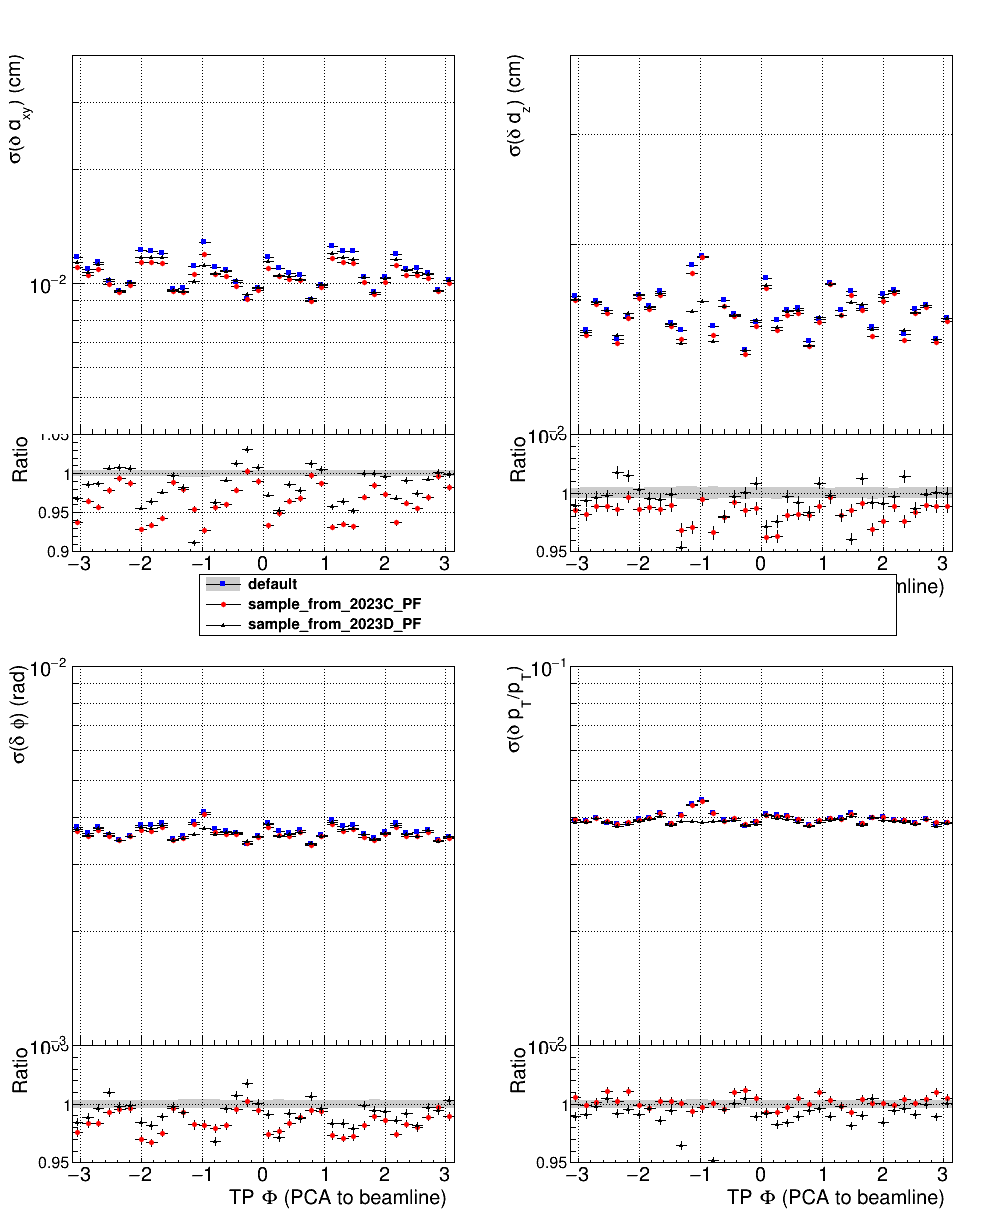 σ(δ d_xy) (cm)
10^−2
Ratio
1
0.95
0.9
−3 −2 −1 0 1 2 3
σ(δ d_z) (cm)
Ratio
1
0.95
−3 −2 −1 0 1 2 3
mline)
default
sample_from_2023C_PF
sample_from_2023D_PF
σ(δ φ) (rad)
10^−2
10^−3
Ratio
1
0.95
−3 −2 −1 0 1 2 3
TP Φ (PCA to beamline)
σ(δ p_T/p_T)
10^−1
Ratio
1
0.95
−3 −2 −1 0 1 2 3
TP Φ (PCA to beamline)